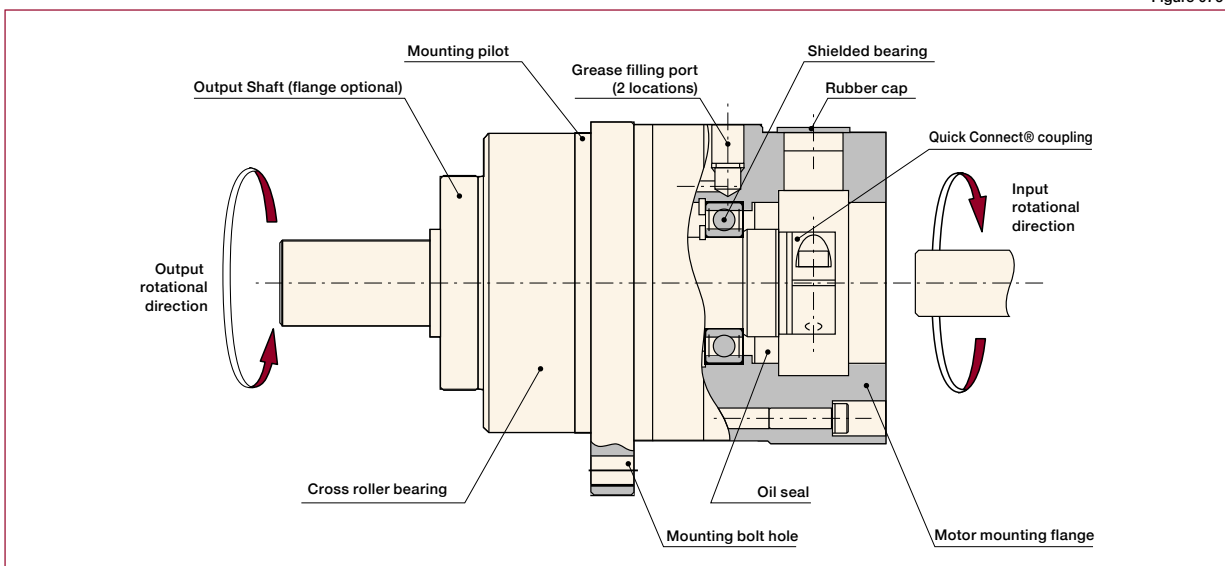 Mounting pilot
Shielded bearing
Grease filling port
(2 locations)
Output Shaft (flange optional)
Rubber cap
Quick Connect® coupling
Input
rotational
direction
Output
rotational
direction
Cross roller bearing
Oil seal
Mounting bolt hole
Motor mounting flange